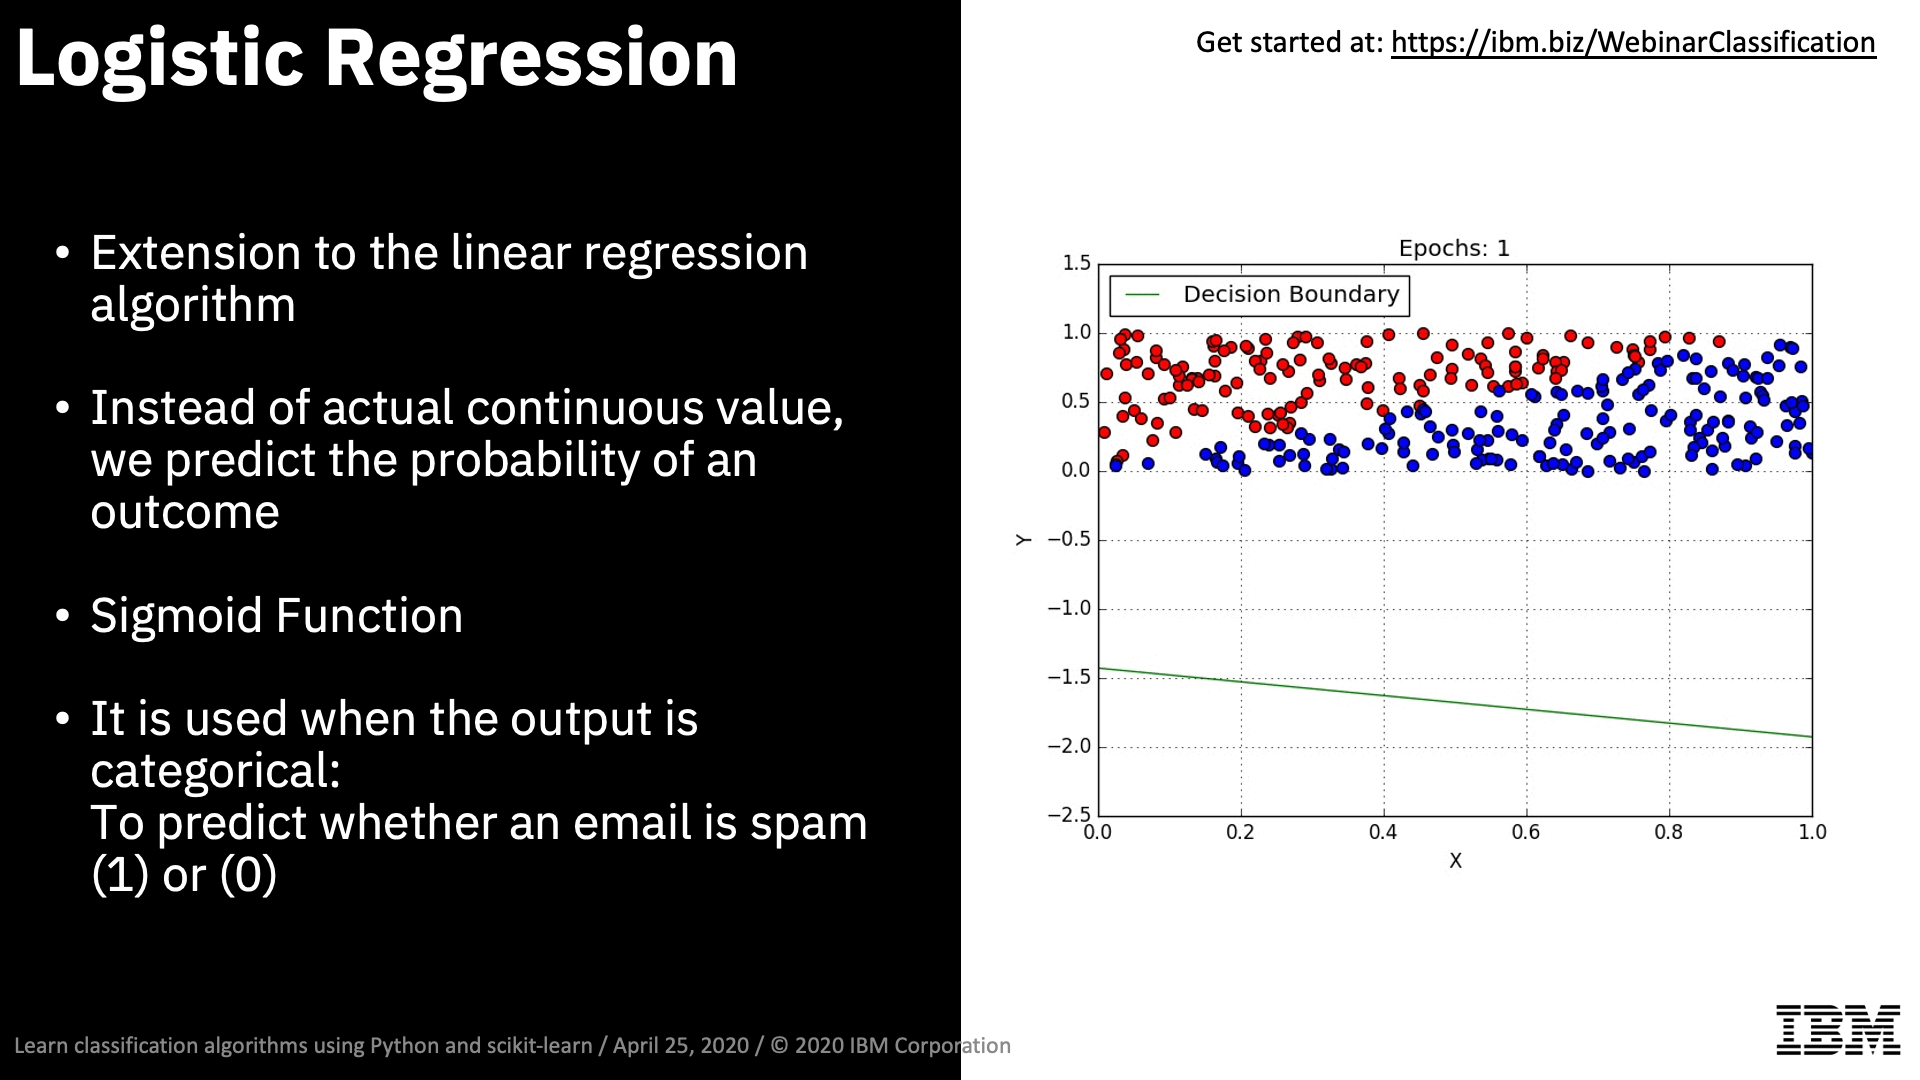 Logistic Regression
Get started at: https://ibm.biz/WebinarClassification
• Extension to the linear regression
algorithm
• Instead of actual continuous value,
we predict the probability of an
outcome
• Sigmoid Function
• It is used when the output is
categorical:
To predict whether an email is spam
(1) or (0)
Epochs: 1
Decision Boundary
1.5
1.0
0.5
0.0
−0.5
−1.0
−1.5
−2.0
−2.5
Y
0.0 0.2 0.4 0.6 0.8 1.0
X
Learn classification algorithms using Python and scikit-learn / April 25, 2020 / © 2020 IBM Corporation
IBM